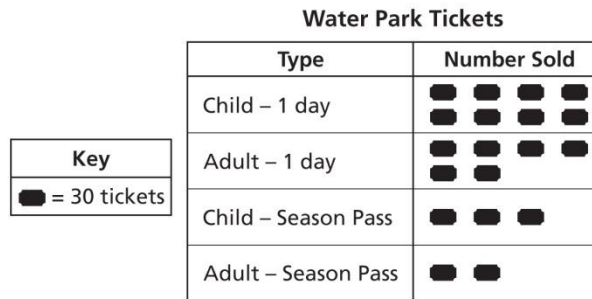 Water Park Tickets
Type Number Sold
Child – 1 day
Key
= 30 tickets
Adult – 1 day
Child – Season Pass
Adult – Season Pass